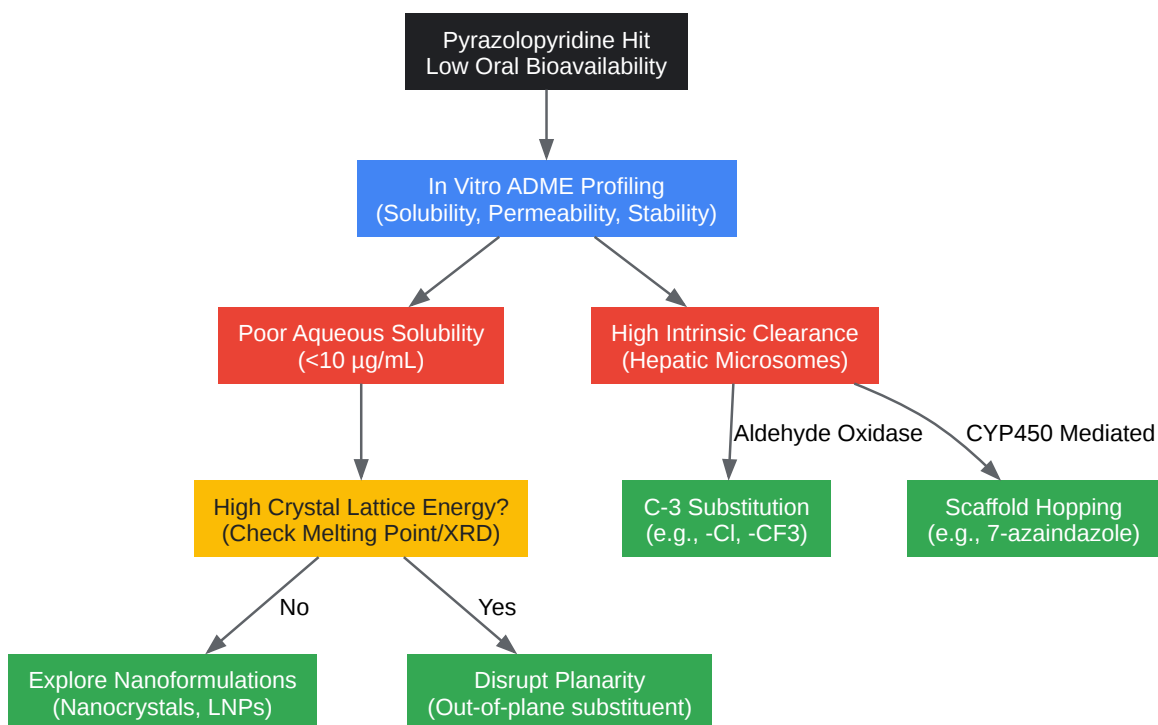 Pyrazolopyridine Hit
Low Oral Bioavailability
In Vitro ADME Profiling
(Solubility, Permeability, Stability)
Poor Aqueous Solubility
(<10 µg/mL)
High Intrinsic Clearance
(Hepatic Microsomes)
Aldehyde Oxidase
CYP450 Mediated
High Crystal Lattice Energy?
(Check Melting Point/XRD)
C-3 Substitution
(e.g., -Cl, -CF3)
Scaffold Hopping
(e.g., 7-azaindazole)
No
Yes
Explore Nanoformulations
(Nanocrystals, LNPs)
Disrupt Planarity
(Out-of-plane substituent)